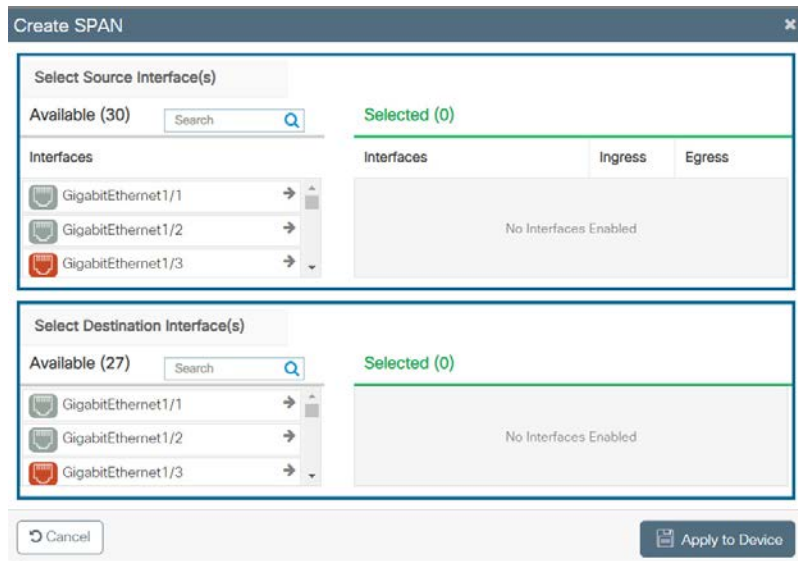 Create SPAN
Select Source Interface(s)
Available (30)
Search
Selected (0)
Interfaces
Interfaces
Ingress
Egress
GigabitEthernet1/1
GigabitEthernet1/2
GigabitEthernet1/3
No Interfaces Enabled
Select Destination Interface(s)
Available (27)
Search
Selected (0)
GigabitEthernet1/1
GigabitEthernet1/2
GigabitEthernet1/3
No Interfaces Enabled
Cancel
Apply to Device